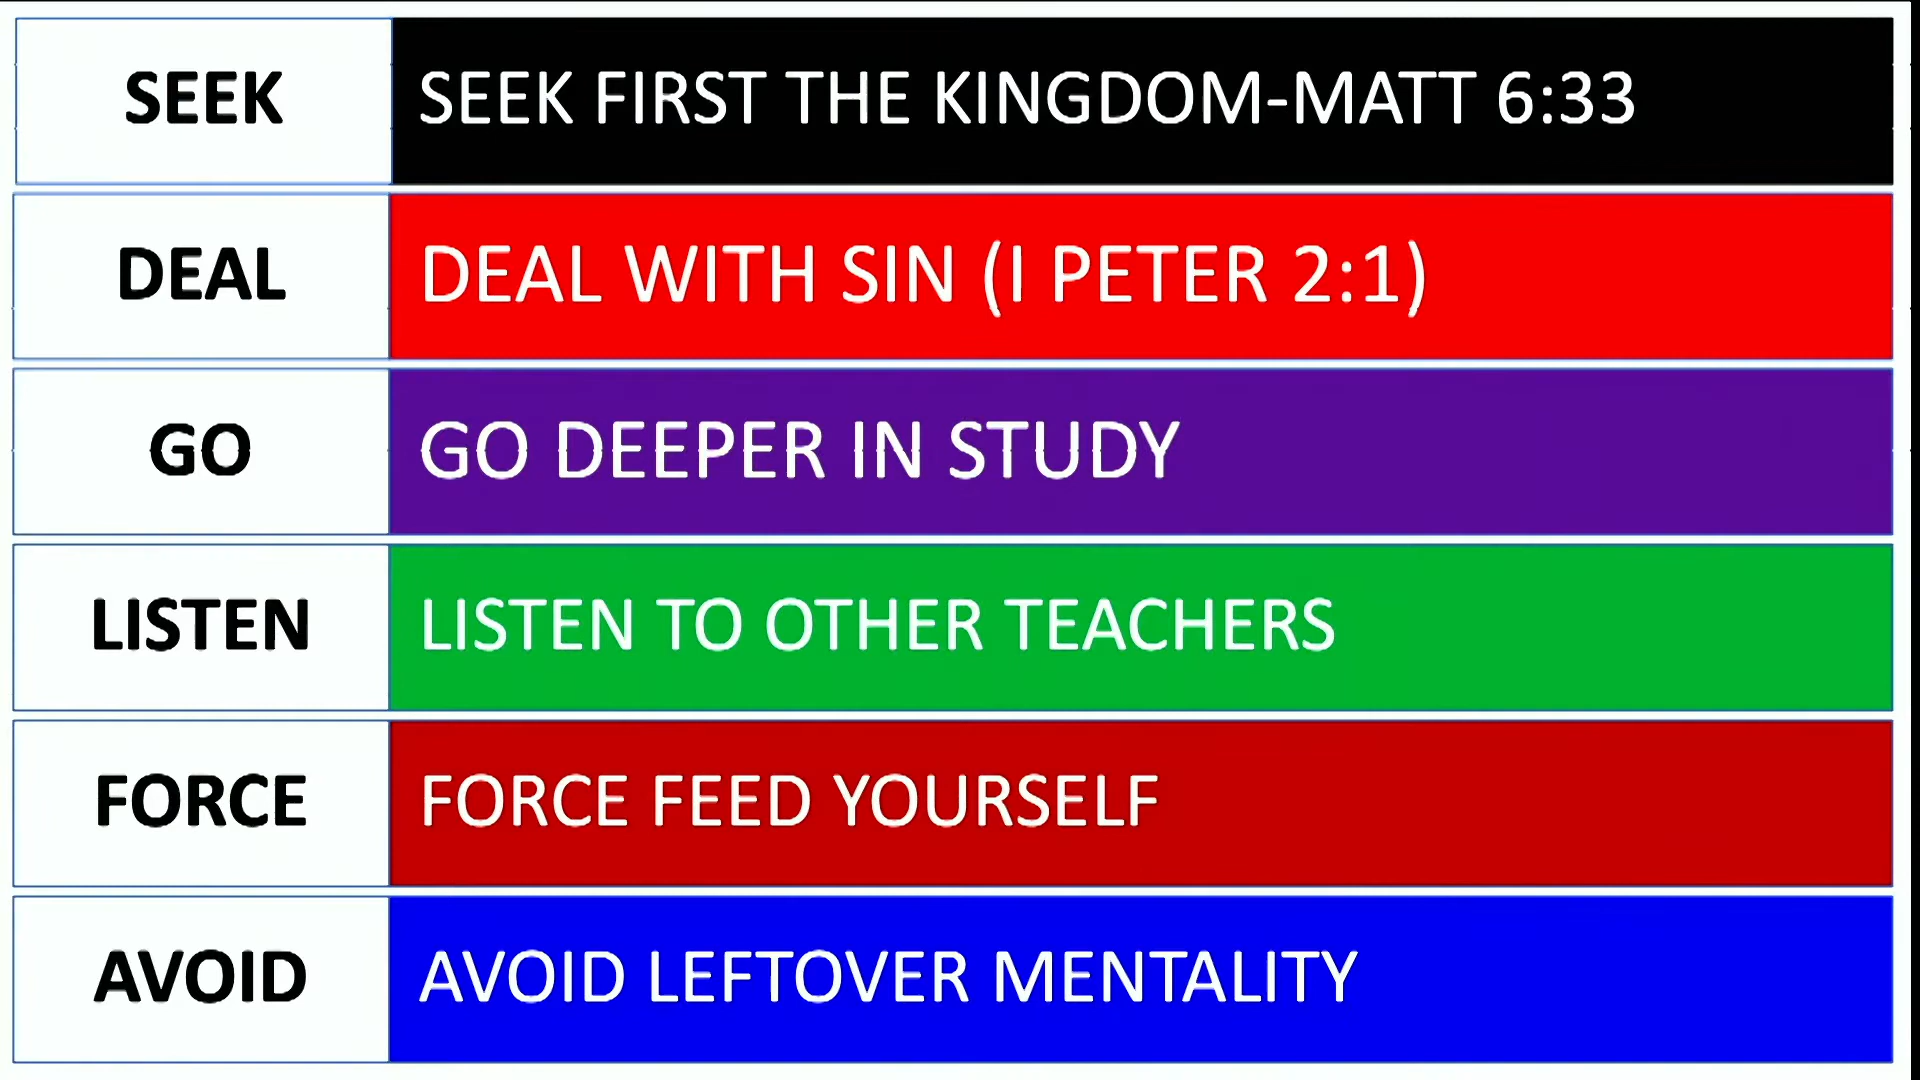 SEEK
SEEK FIRST THE KINGDOM-MATT 6:33
DEAL
DEAL WITH SIN (I PETER 2:1)
GO
GO DEEPER IN STUDY
LISTEN
LISTEN TO OTHER TEACHERS
FORCE
FORCE FEED YOURSELF
AVOID
AVOID LEFTOVER MENTALITY